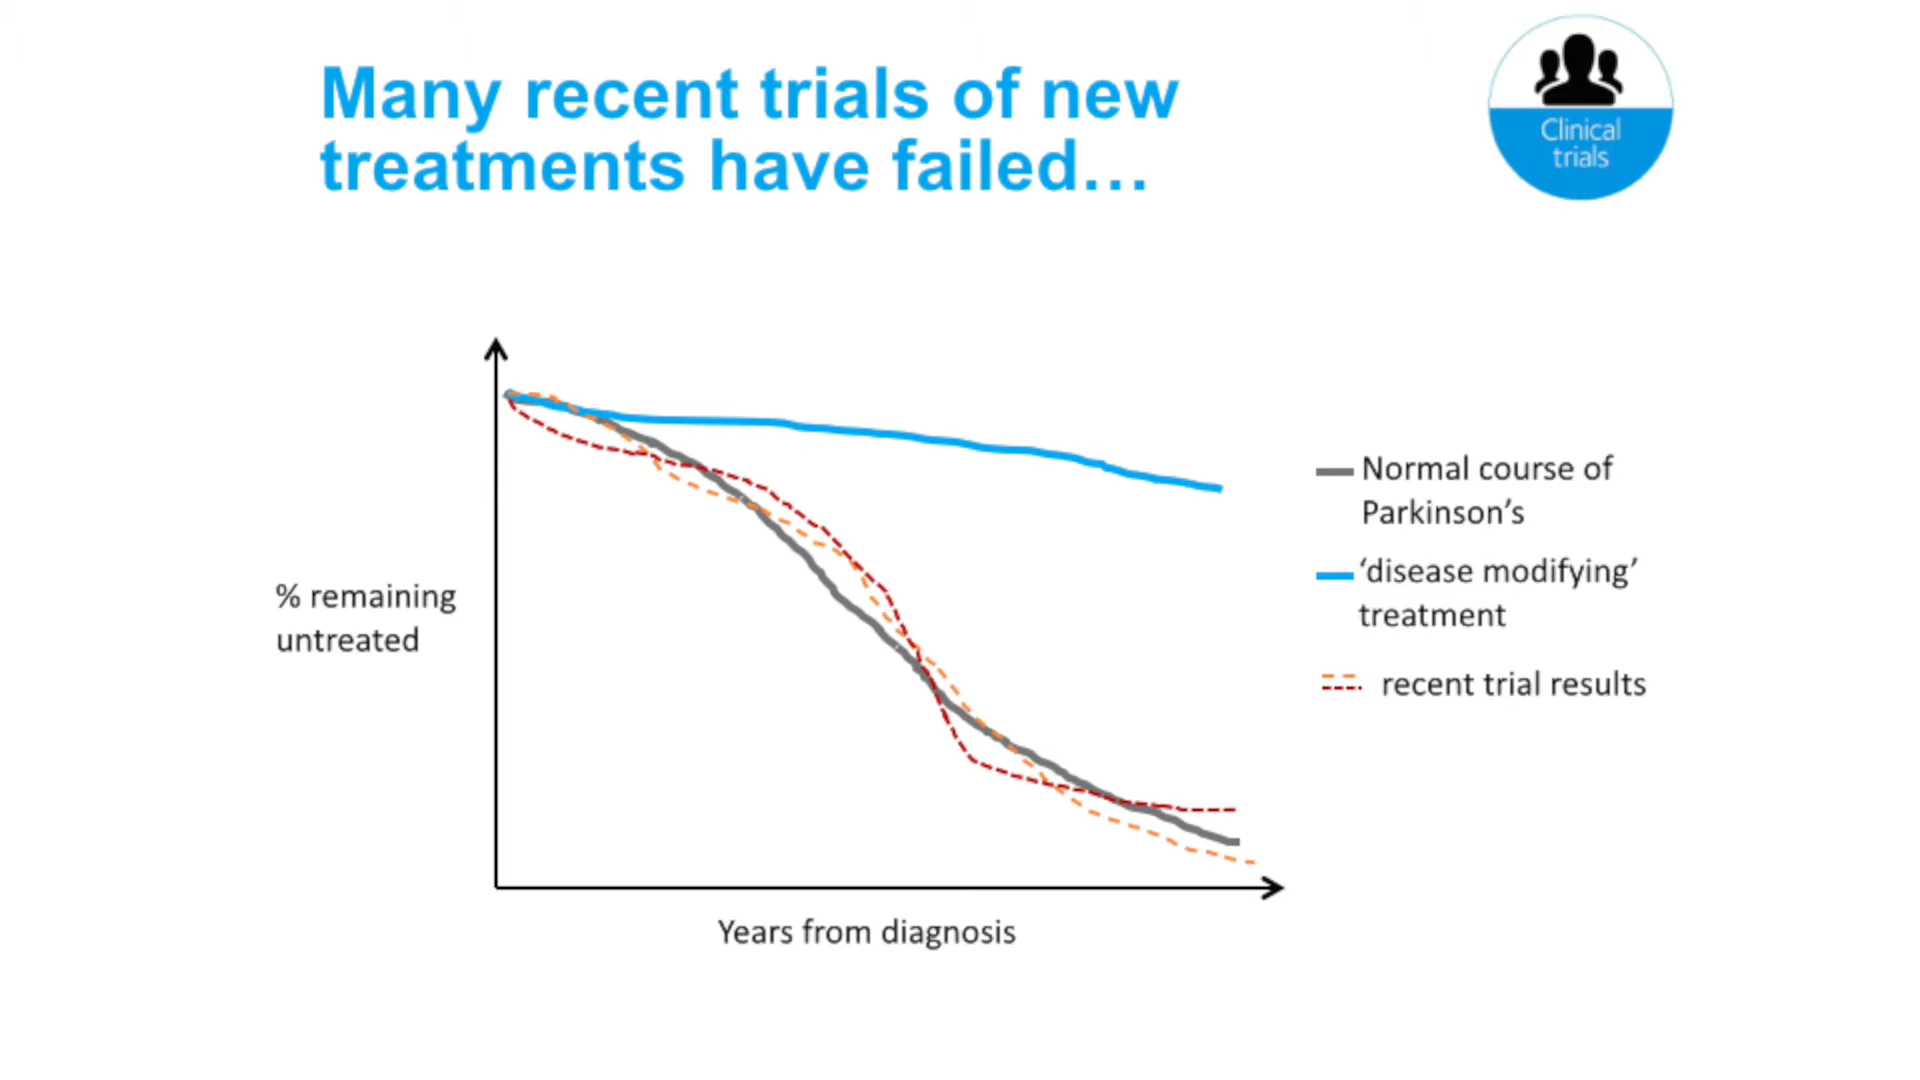 Many recent trials of new
treatments have failed…
Clinical
trials
% remaining
untreated
Normal course of
Parkinson’s
‘disease modifying’
treatment
recent trial results
Years from diagnosis